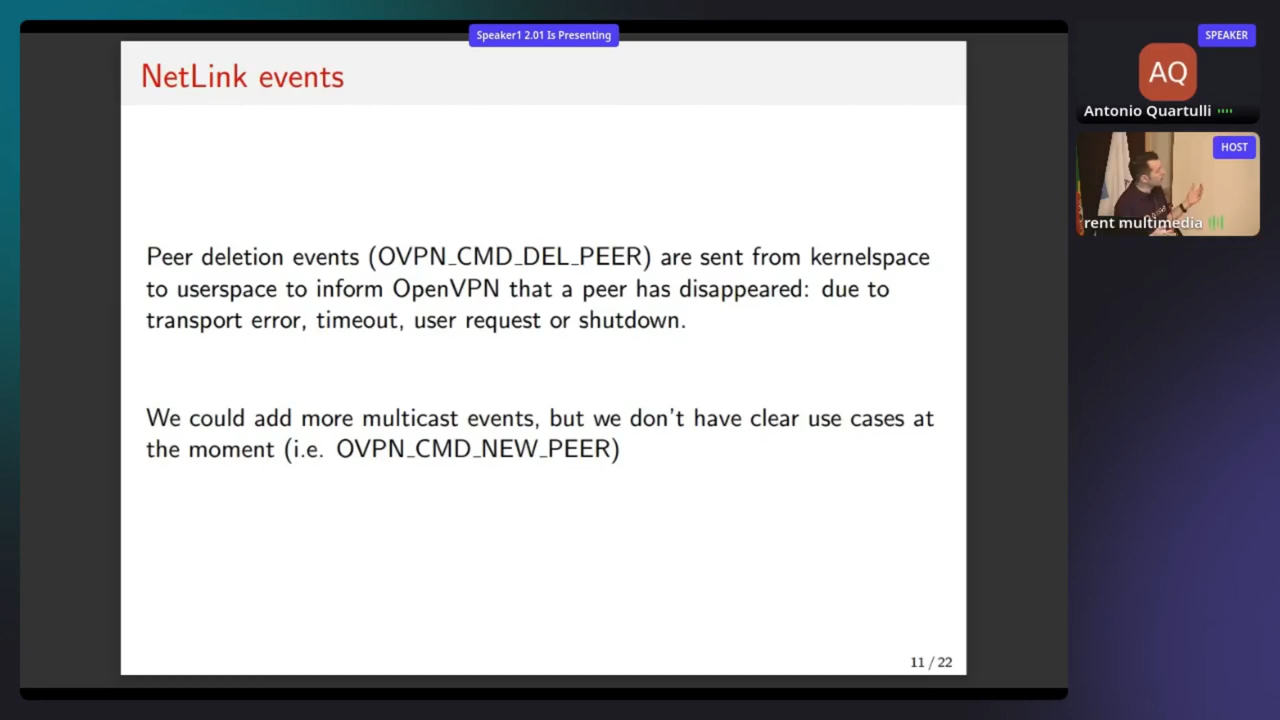 Speaker1 2.01 Is Presenting
NetLink events
Peer deletion events (OVPN_CMD_DEL_PEER) are sent from kernelspace
to userspace to inform OpenVPN that a peer has disappeared: due to
transport error, timeout, user request or shutdown.
We could add more multicast events, but we don't have clear use cases at
the moment (i.e. OVPN_CMD_NEW_PEER)
11 / 22
SPEAKER
AQ
Antonio Quartulli
HOST
rent multimedia